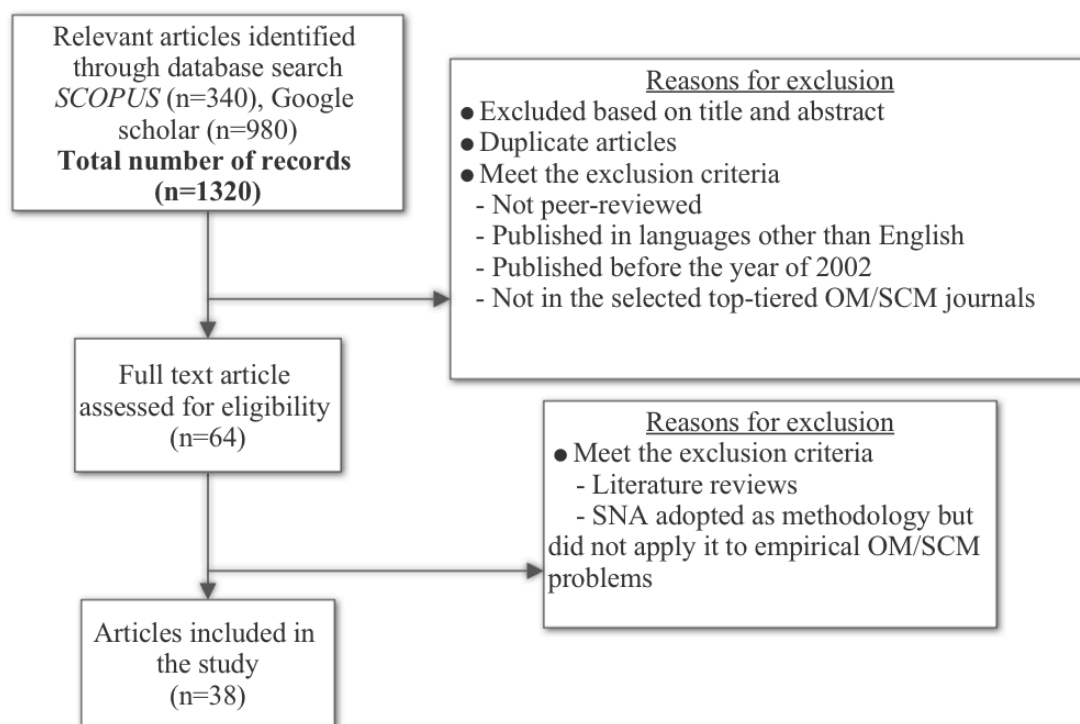 Relevant articles identified
through database search
SCOPUS (n=340), Google
scholar (n=980)
Total number of records
(n=1320)
Reasons for exclusion
● Excluded based on title and abstract
● Duplicate articles
● Meet the exclusion criteria
- Not peer-reviewed
- Published in languages other than English
- Published before the year of 2002
- Not in the selected top-tiered OM/SCM journals
Full text article
assessed for eligibility
(n=64)
Reasons for exclusion
● Meet the exclusion criteria
- Literature reviews
- SNA adopted as methodology but
did not apply it to empirical OM/SCM
problems
Articles included in
the study
(n=38)